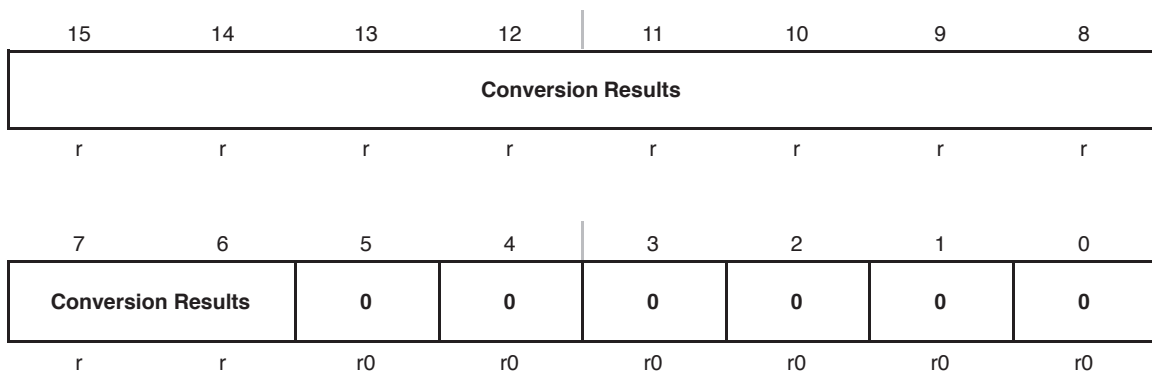 15 14 13 12 11 10 9 8
Conversion Results
r r r r r r r r
7 6 5 4 3 2 1 0
Conversion Results 0 0 0 0 0 0
r r r0 r0 r0 r0 r0 r0